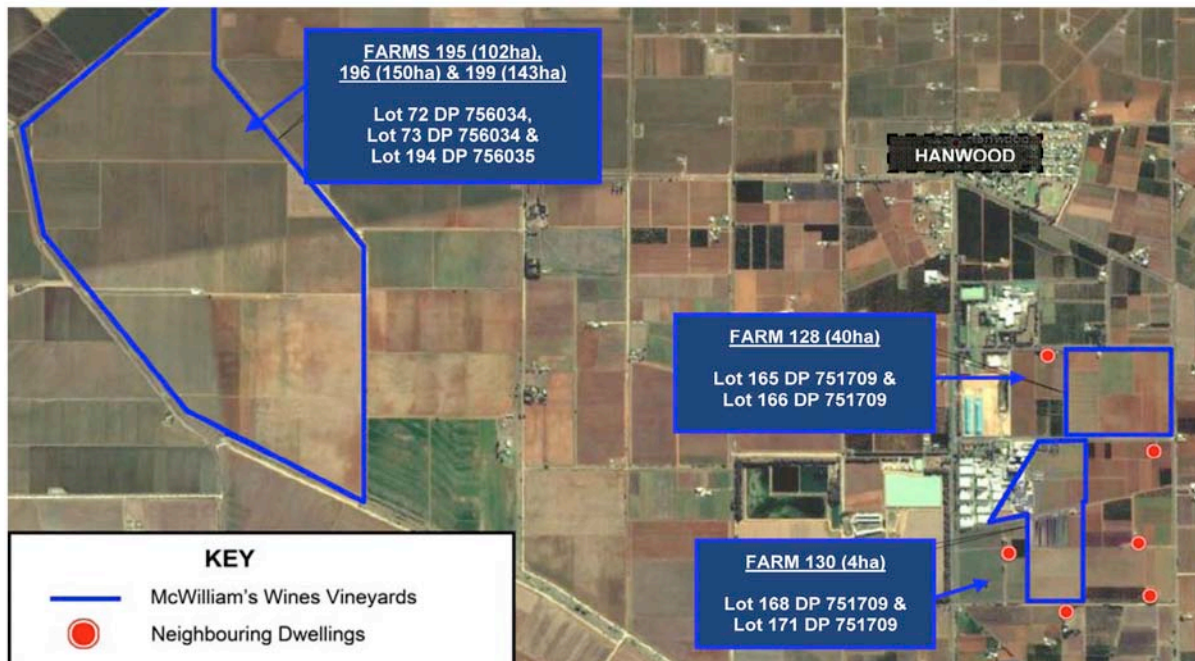 FARMS 195 (102ha),
196 (150ha) & 199 (143ha)
Lot 72 DP 756034,
Lot 73 DP 756034 &
Lot 194 DP 756035
HANWOOD
FARM 128 (40ha)
Lot 165 DP 751709 &
Lot 166 DP 751709
FARM 130 (4ha)
Lot 168 DP 751709 &
Lot 171 DP 751709
KEY
McWilliam's Wines Vineyards
Neighbouring Dwellings